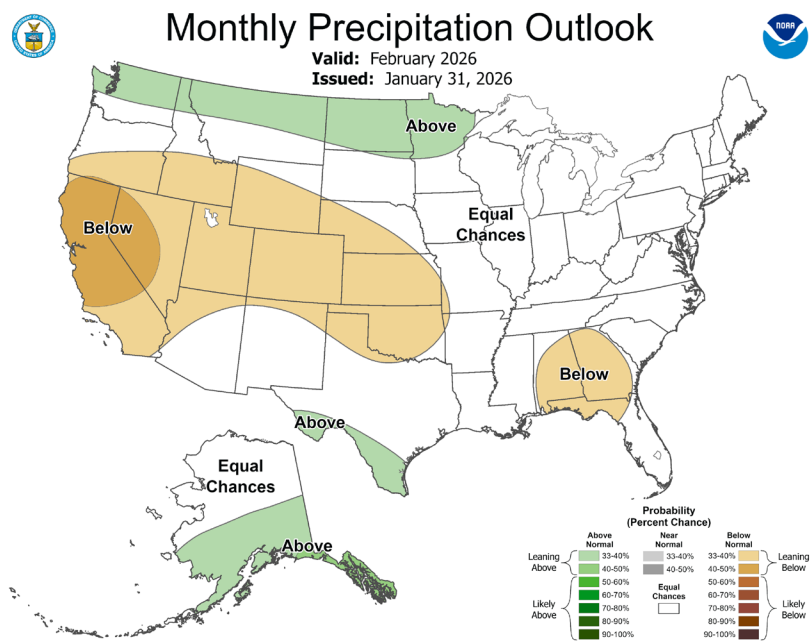 Monthly Precipitation Outlook
Valid: February 2026
Issued: January 31, 2026
NOAA
Above
Below
Equal
Chances
Below
Above
Equal
Chances
Above
Probability
(Percent Chance)
Above
Normal
Near
Normal
Below
Normal
Leaning
Above
33-40%
40-50%
Likely
Above
50-60%
60-70%
70-80%
80-90%
90-100%
33-40%
40-50%
Equal
Chances
33-40%
40-50%
Leaning
Below
50-60%
60-70%
70-80%
80-90%
90-100%
Likely
Below